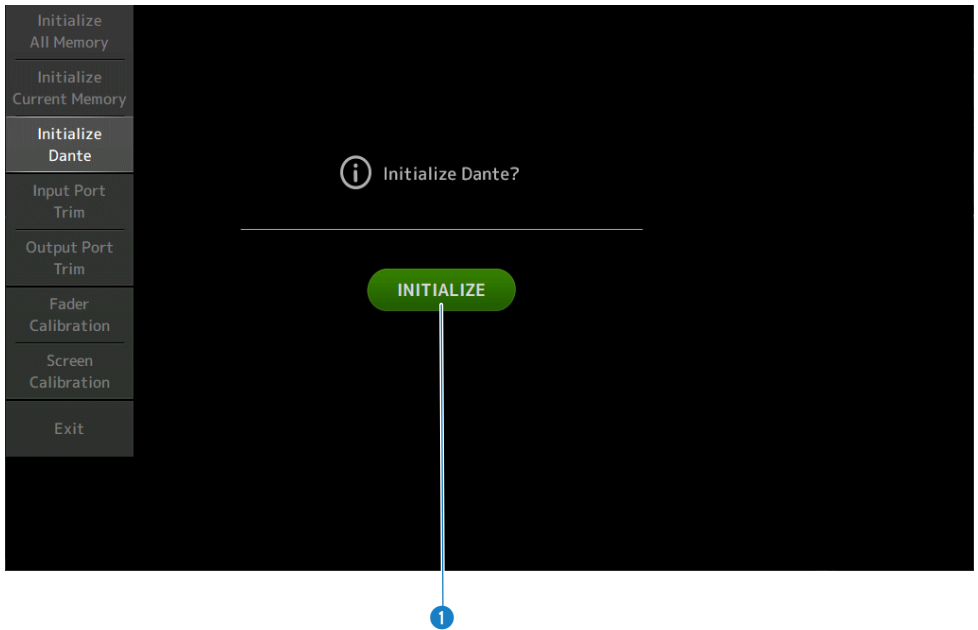 Initialize
All Memory
Initialize
Current Memory
Initialize
Dante
Input Port
Trim
Output Port
Trim
Fader
Calibration
Screen
Calibration
Exit
Initialize Dante?
INITIALIZE
1